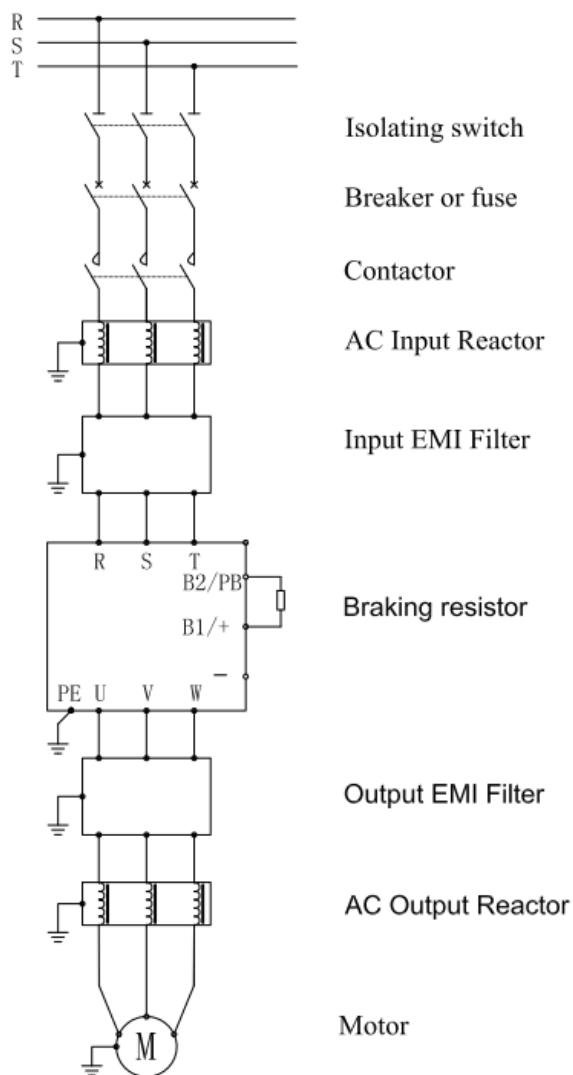 R
S
T
Isolating switch
Breaker or fuse
Contactor
AC Input Reactor
Input EMI Filter
R S T
B2/PB
Braking resistor
B1/+
−
PE U V W
Output EMI Filter
AC Output Reactor
Motor
M